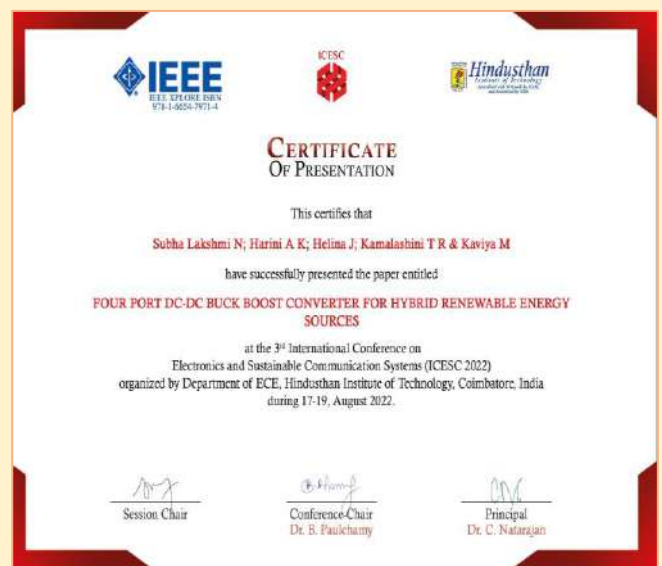 IEEE
IEEE XPLORE ISBN
978-1-6654-7971-4
ICESC
Hindusthan
Institute of Technology
CERTIFICATE
OF PRESENTATION
This certifies that
Subha Lakshmi N; Harini A K; Helina J; Kamalashini T R & Kaviya M
have successfully presented the paper entitled
FOUR PORT DC-DC BUCK BOOST CONVERTER FOR HYBRID RENEWABLE ENERGY
SOURCES
at the 3rd International Conference on
Electronics and Sustainable Communication Systems (ICESC 2022)
organized by Department of ECE, Hindusthan Institute of Technology, Coimbatore, India
during 17-19, August 2022.
Session Chair
Conference Chair
Dr. B. Paulchamy
Principal
Dr. C. Natarajan